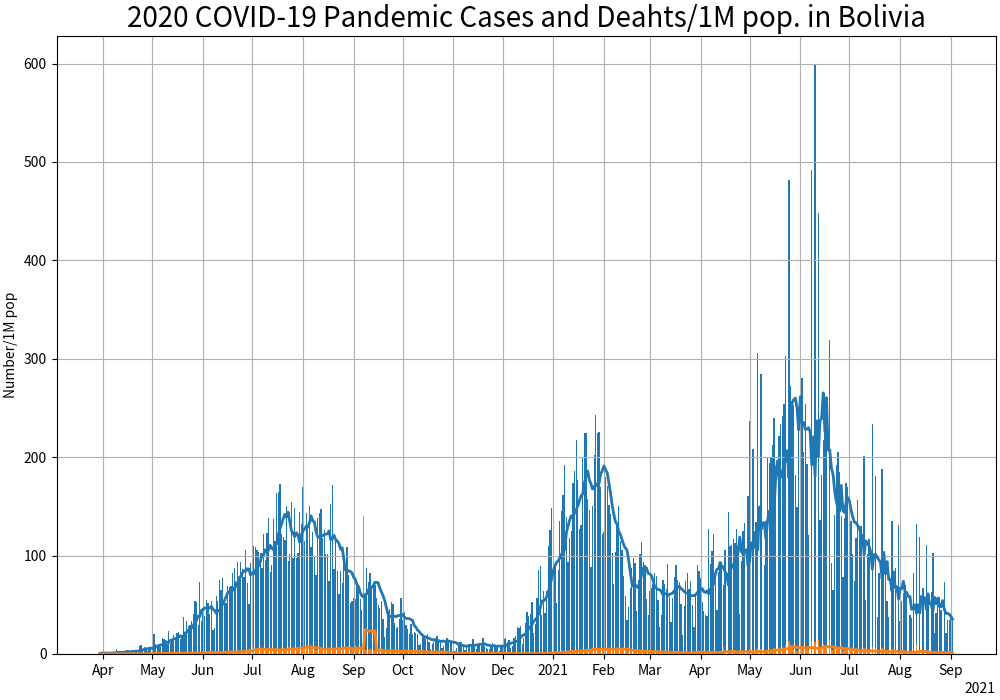 2020 COVID-19 Pandemic Cases and Deahts/1M pop. in Bolivia
Number/1M pop
600
500
400
300
200
100
0
Apr May Jun Jul Aug Sep Oct Nov Dec 2021 Feb Mar Apr May Jun Jul Aug Sep
2021